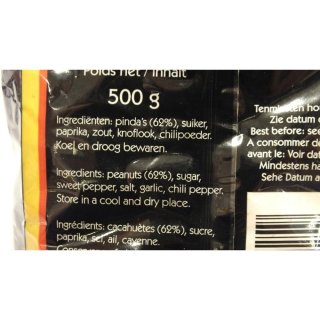 Poids net / Inhalt
500 g
Ingrediënten: pinda's (62%), suiker,
paprika, zout, knoflook, chilipoeder.
Koel en droog bewaren.
Ingredients: peanuts (62%), sugar,
sweet pepper, salt, garlic, chili pepper.
Store in a cool and dry place.
Ingrédients: cacahuètes (62%), sucre,
paprika, sel, ail, cayenne.
Tenminsten ho
Zie datum
Best before: see
A consommer de
avant le: Voir dat
Mindestens ha
Sehe Datum a